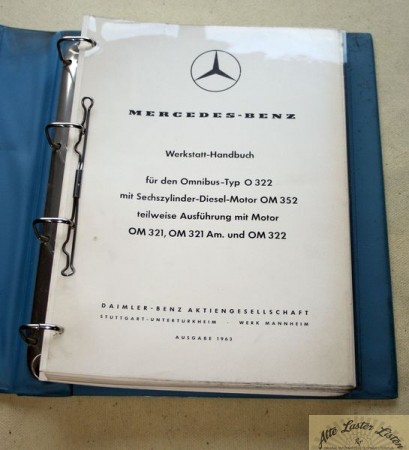 MERCEDES-BENZ
Werkstatt-Handbuch
für den Omnibus-Typ O 322
mit Sechszylinder-Diesel-Motor OM 352
teilweise Ausführung mit Motor
OM 321, OM 321 Am. und OM 322
DAIMLER-BENZ AKTIENGESELLSCHAFT
STUTTGART-UNTERTÜRKHEIM · WERK MANNHEIM
AUSGABE 1963
Alte Laster Listen